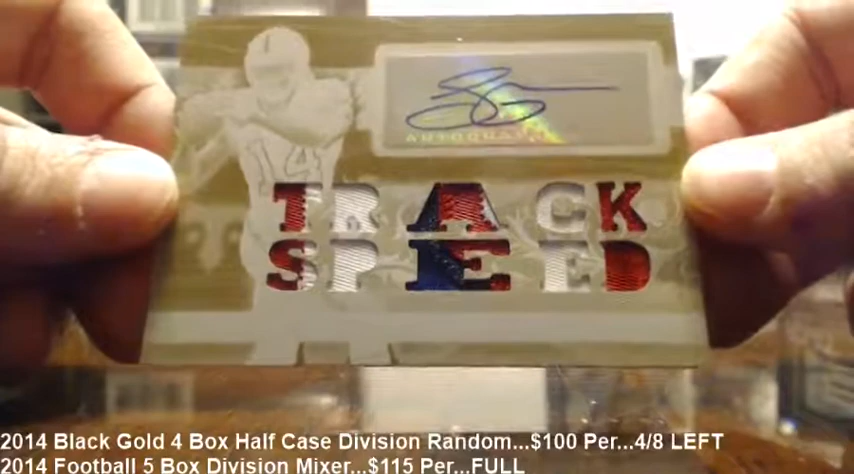 14
AUTOGRAPH
TRACK
SPEED
2014 Black Gold 4 Box Half Case Division Random...$100 Per...4/8 LEFT
2014 Football 5 Box Division Mixer...$115 Per...FULL